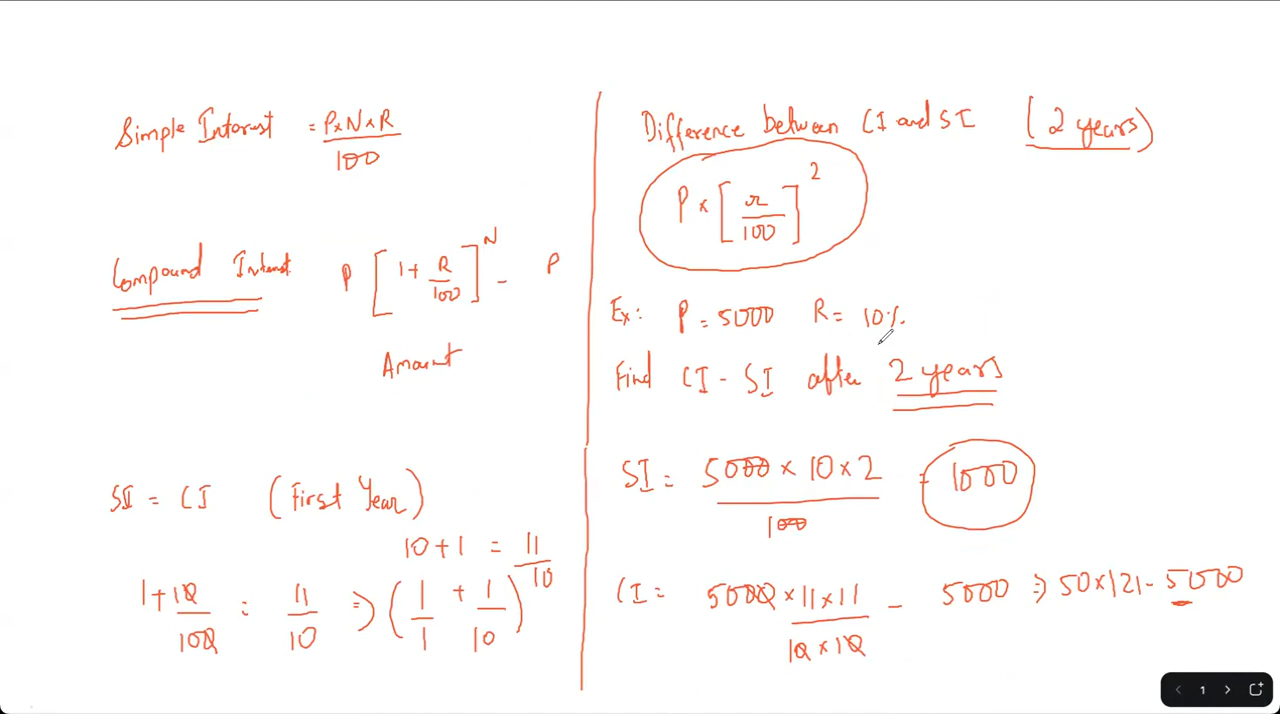 Simple Interest = P×N×R
100
Compound Interest P [ 1 + R/100 ]^N - P
Amount
SI = CI (First Year)
10 + 1 = 11
10
1 + 10/100 = 11/10 => ( 1/1 + 1/10 )
Difference between CI and SI (2 years)
P × [ r/100 ]^2
Ex: P = 5000 R = 10%
Find CI - SI after 2 years
SI = 5000 × 10 × 2 = 1000
100
CI = 5000 × 11 × 11 - 5000 => 50×121 - 5000
10 × 10
1